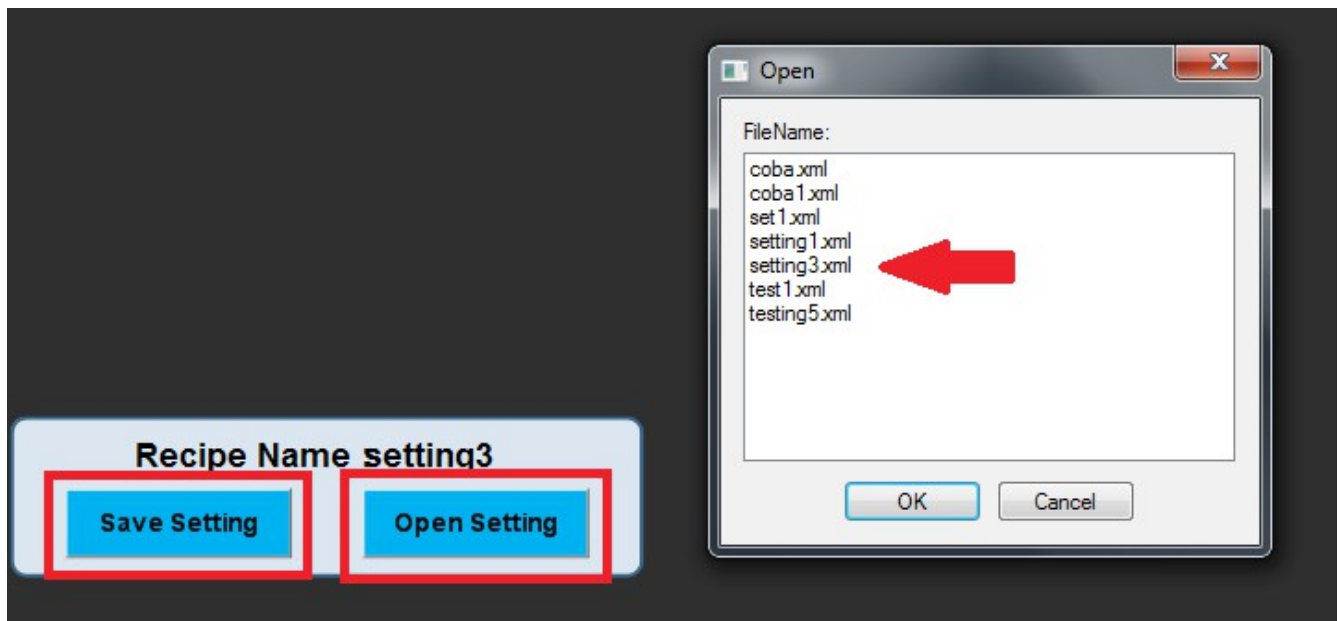 Open
FileName:
coba.xml
coba1.xml
set1.xml
setting1.xml
setting3.xml
test1.xml
testing5.xml
OK
Cancel
Recipe Name setting3
Save Setting
Open Setting